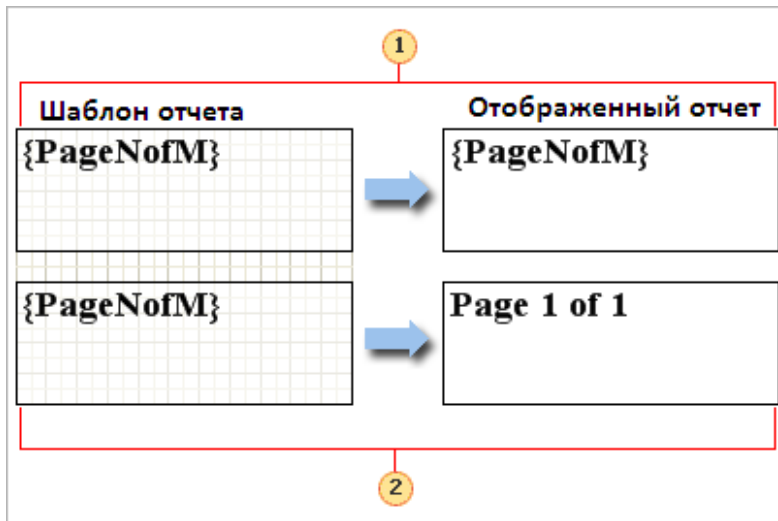 1
Шаблон отчета Отображенный отчет
{PageNofM} {PageNofM}
{PageNofM} Page 1 of 1
2